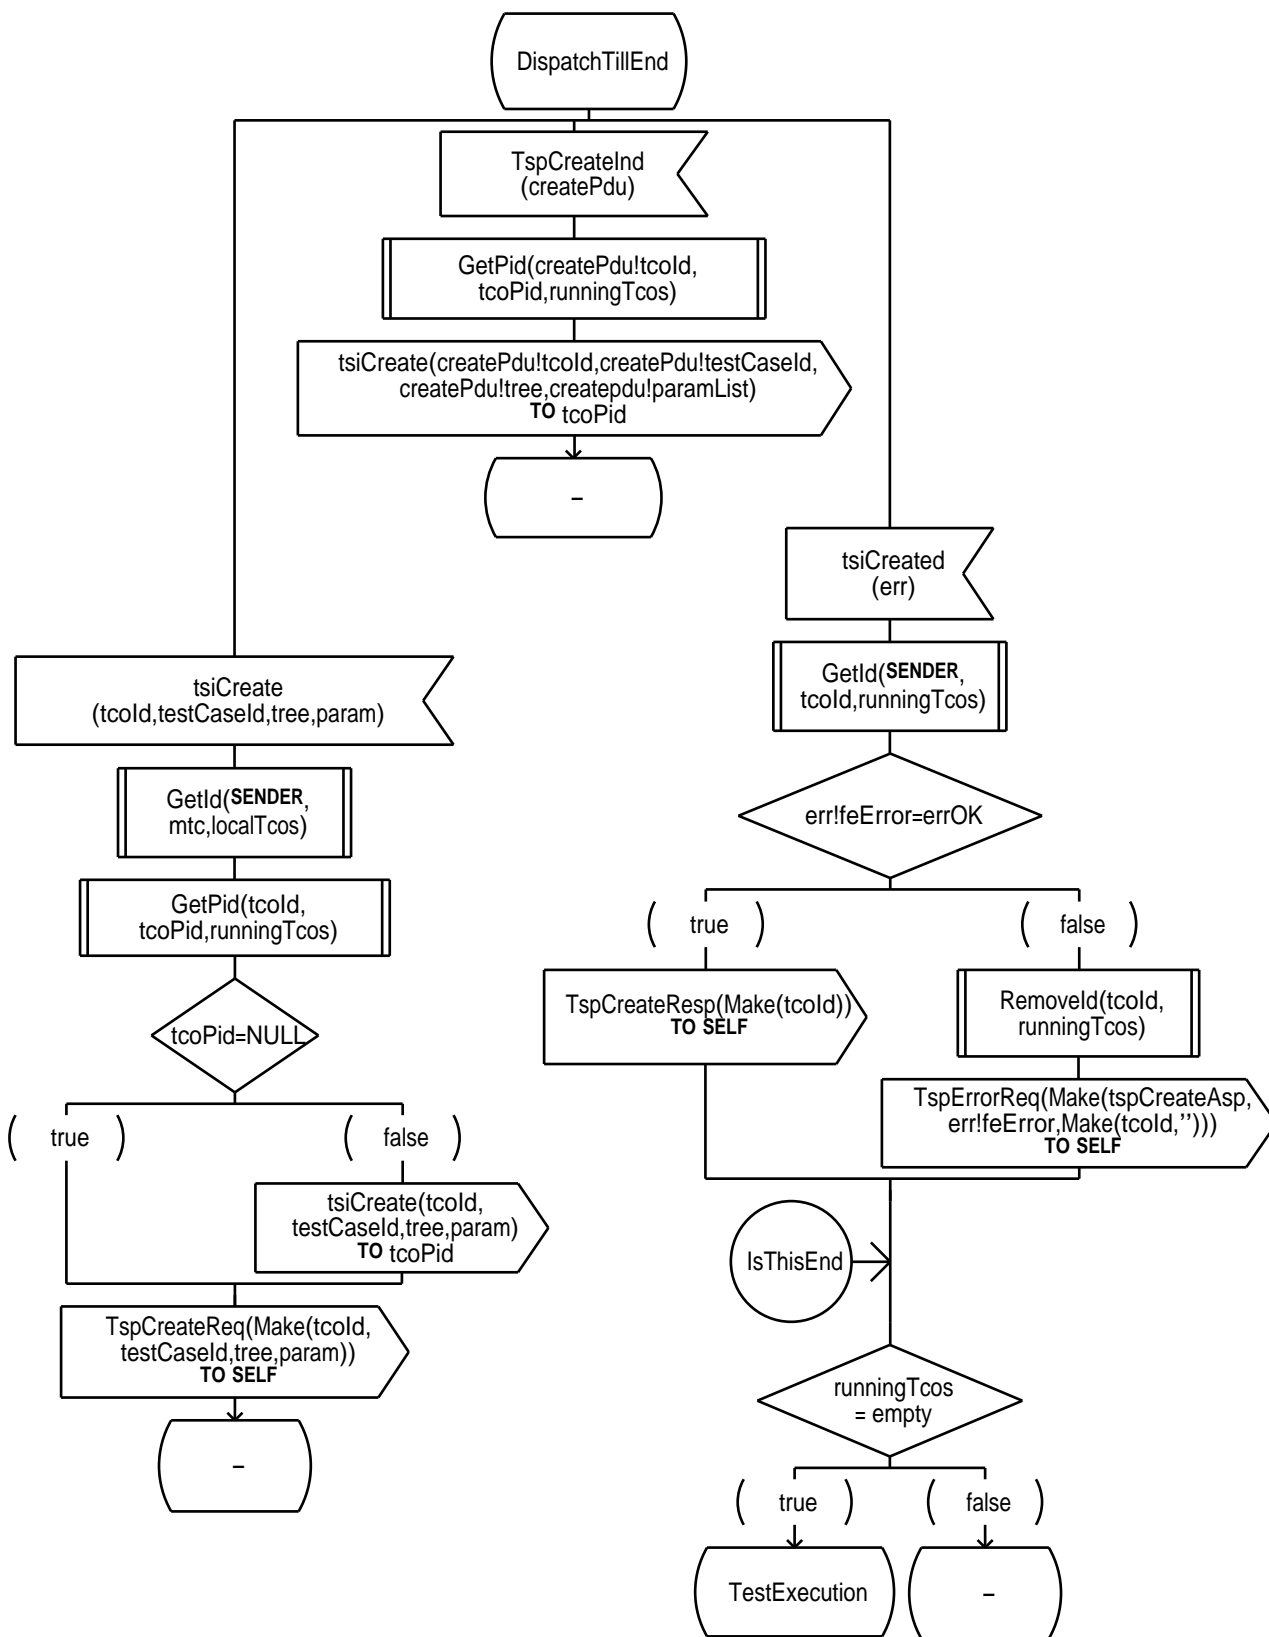 DispatchTillEnd
TspCreateInd
(createPdu)
GetPid(createPdu!tcoId,
tcoPid,runningTcos)
tsiCreate(createPdu!tcoId,createPdu!testCaseId,
createPdu!tree,createpdu!paramList)
TO tcoPid
–
tsiCreated
(err)
GetId(SENDER,
tcoId,runningTcos)
err!feError=errOK
( true )
( false )
TspCreateResp(Make(tcoId))
TO SELF
RemoveId(tcoId,
runningTcos)
TspErrorReq(Make(tspCreateAsp,
err!feError,Make(tcoId,'')))
TO SELF
IsThisEnd
runningTcos
= empty
( true )
( false )
TestExecution
–
tsiCreate
(tcoId,testCaseId,tree,param)
GetId(SENDER,
mtc,localTcos)
GetPid(tcoId,
tcoPid,runningTcos)
tcoPid=NULL
( true )
( false )
tsiCreate(tcoId,
testCaseId,tree,param)
TO tcoPid
TspCreateReq(Make(tcoId,
testCaseId,tree,param))
TO SELF
–